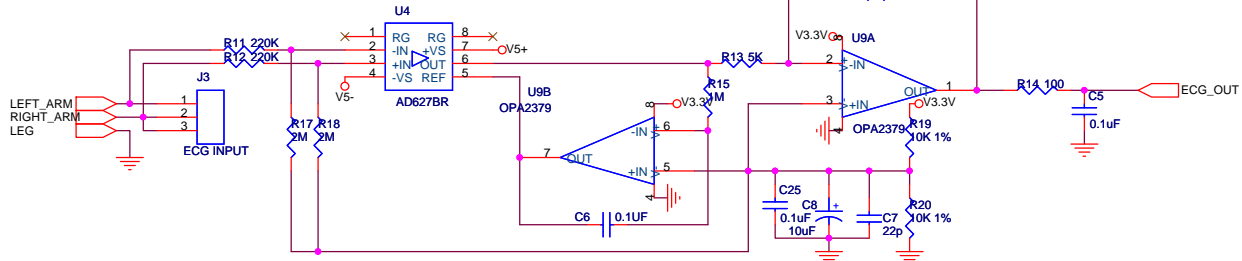 U4
1 RG RG 8
2 -IN +VS 7 V5+
3 +IN OUT 6
4 -VS REF 5
V5-
AD627BR
R11 220K
R12 220K
J3
LEFT_ARM 1
RIGHT_ARM 2
LEG 3
ECG INPUT
R17
2M
R18
2M
U9B
OPA2379
8 V3.3V
-IN 6
7 OUT
+IN 5
4
C6 0.1UF
R15
1M
R13 5K
U9A
V3.3V 8
2 -IN
OUT 1
3 +IN
4 OPA2379
V3.3V
R14 100
ECG_OUT
C5
0.1uF
R19
10K 1%
C25
0.1uF
C8
10uF
C7
22p
R20
10K 1%